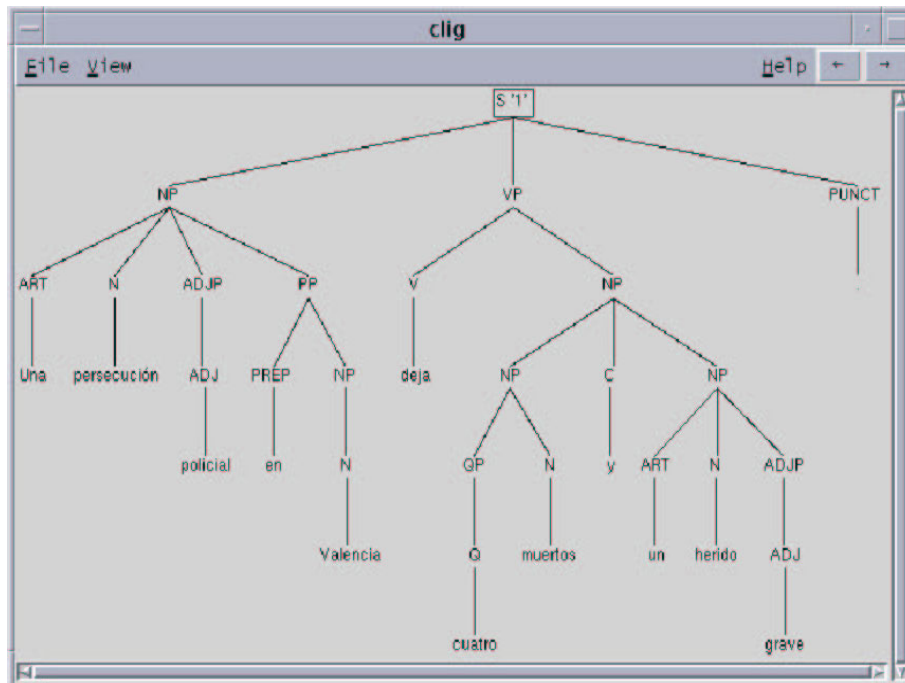 clig
File View Help ← →
S '1'
NP VP PUNCT
ART N ADJP PP V NP .
Una persecución ADJ PREP NP deja NP C NP
policial en N QP N y ART N ADJP
Valencia Q muertos un herido ADJ
cuatro grave